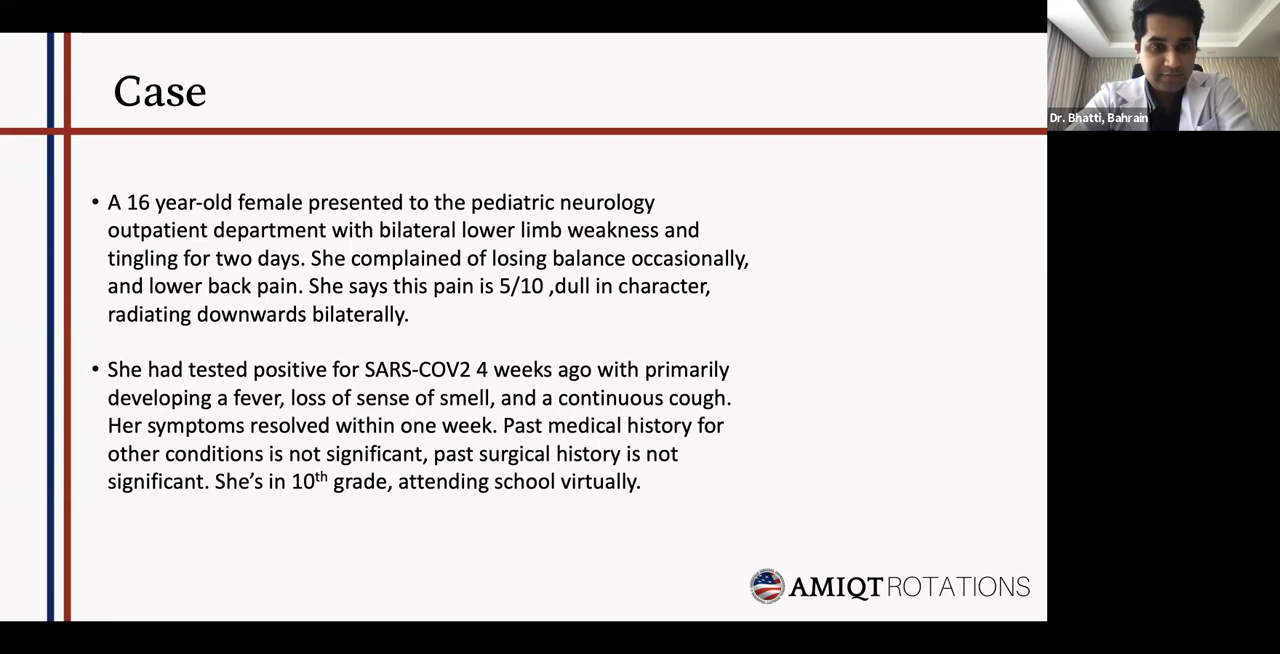 Case
• A 16 year-old female presented to the pediatric neurology
outpatient department with bilateral lower limb weakness and
tingling for two days. She complained of losing balance occasionally,
and lower back pain. She says this pain is 5/10 ,dull in character,
radiating downwards bilaterally.
• She had tested positive for SARS-COV2 4 weeks ago with primarily
developing a fever, loss of sense of smell, and a continuous cough.
Her symptoms resolved within one week. Past medical history for
other conditions is not significant, past surgical history is not
significant. She's in 10th grade, attending school virtually.
AMIQT ROTATIONS
Dr. Bhatti, Bahrain